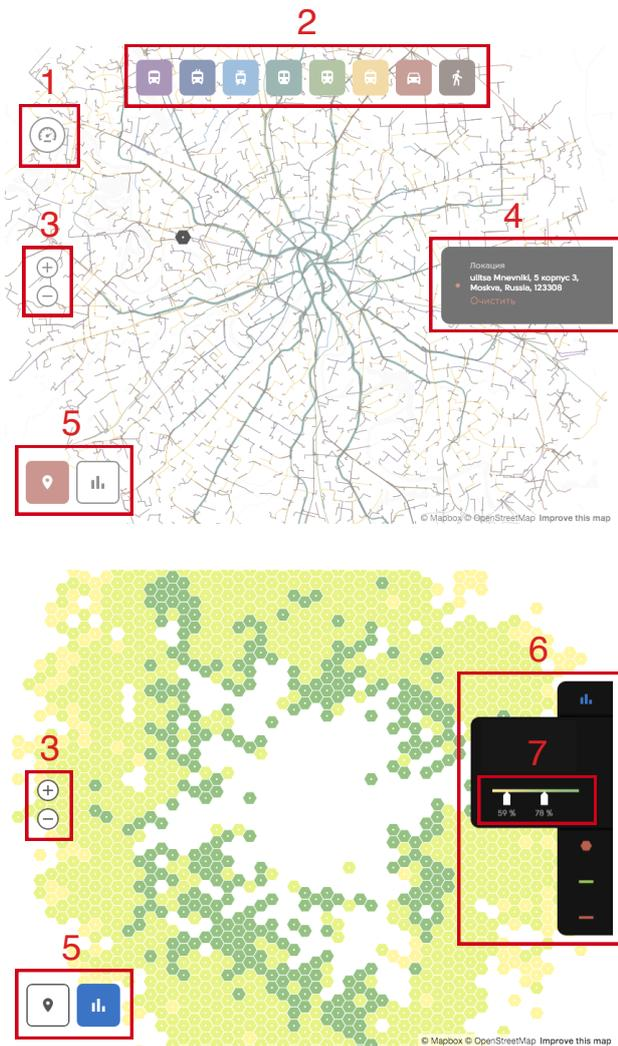 2
1
3
4
Локация
ulitsa Mnevniki, 5 корпус 3,
Moskva, Russia, 123308
Очистить
5
© Mapbox © OpenStreetMap Improve this map
6
3
7
59 %
78 %
5
© Mapbox © OpenStreetMap Improve this map